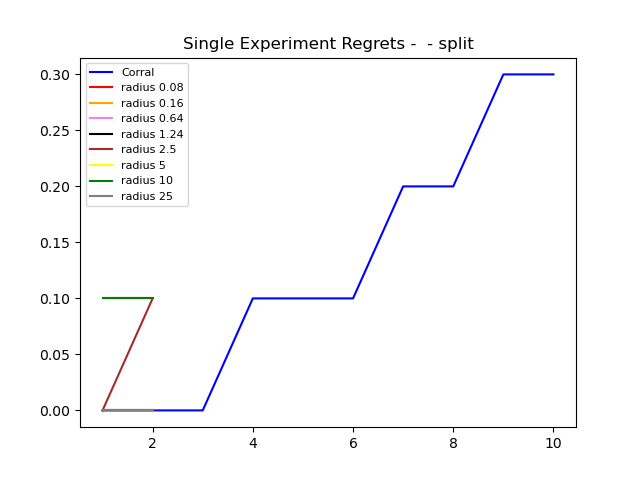 Single Experiment Regrets -  - split
Corral
radius 0.08
radius 0.16
radius 0.64
radius 1.24
radius 2.5
radius 5
radius 10
radius 25
0.30
0.25
0.20
0.15
0.10
0.05
0.00
2 4 6 8 10